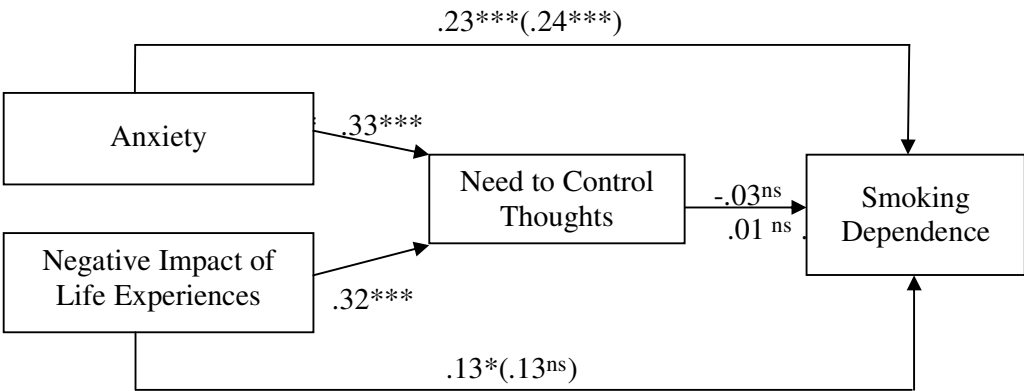 .23***(.24***)
Anxiety
.33***
Need to Control
Thoughts
-.03ns
.01 ns .
Smoking
Dependence
Negative Impact of
Life Experiences
.32***
.13*(.13ns)